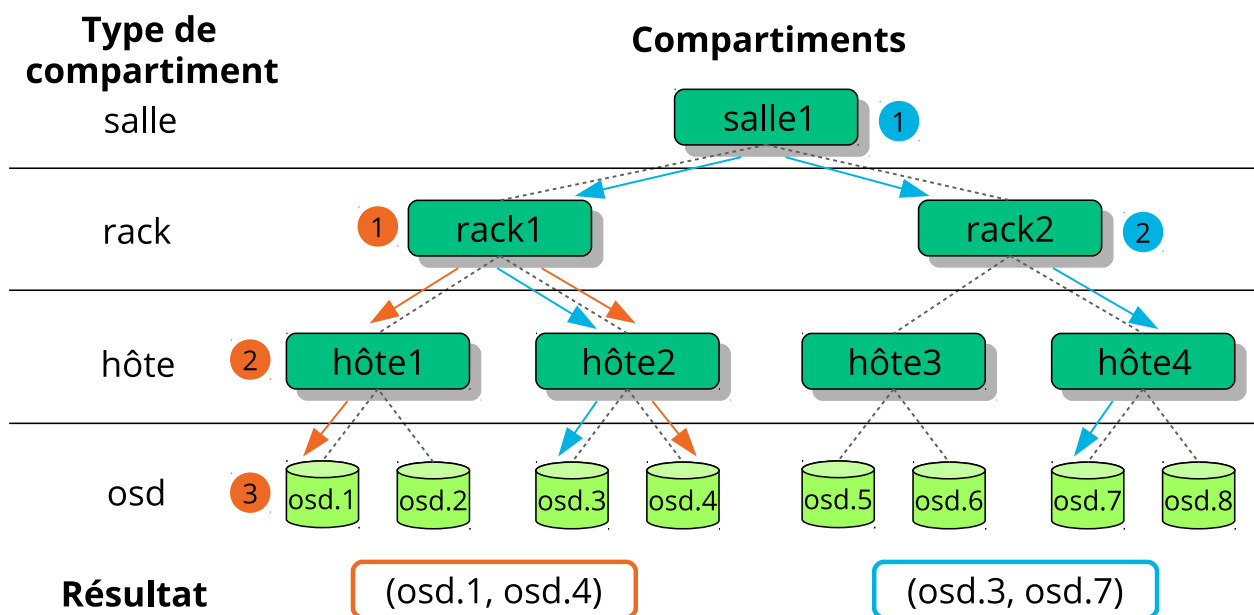 Type de
compartiment
Compartiments
salle
salle1
1
rack
1
rack1
rack2
2
hôte
2
hôte1
hôte2
hôte3
hôte4
osd
3
osd.1
osd.2
osd.3
osd.4
osd.5
osd.6
osd.7
osd.8
Résultat
(osd.1, osd.4)
(osd.3, osd.7)